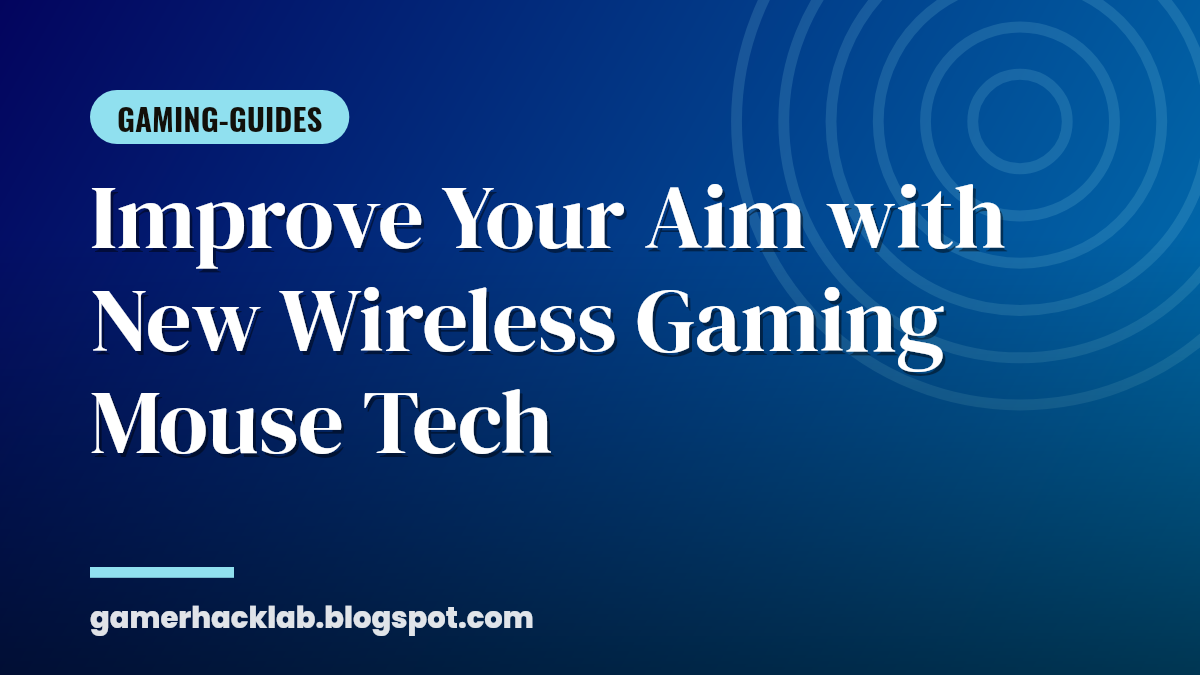 GAMING-GUIDES
Improve Your Aim with
New Wireless Gaming
Mouse Tech
gamerhacklab.blogspot.com